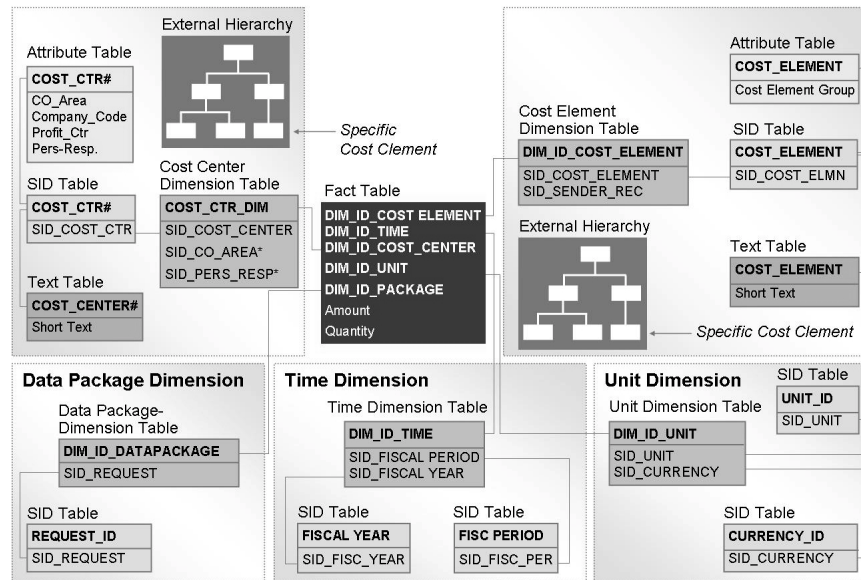 External Hierarchy
Attribute Table
COST_CTR#
CO_Area
Company_Code
Profit_Ctr
Pers-Resp.
Specific
Cost Clement
SID Table
COST_CTR#
SID_COST_CTR
Cost Center
Dimension Table
COST_CTR_DIM
SID_COST_CENTER
SID_CO_AREA*
SID_PERS_RESP*
Text Table
COST_CENTER#
Short Text
Fact Table
DIM_ID_COST ELEMENT
DIM_ID_TIME
DIM_ID_COST_CENTER
DIM_ID_UNIT
DIM_ID_PACKAGE
Amount
Quantity
Attribute Table
COST_ELEMENT
Cost Element Group
Cost Element
Dimension Table
DIM_ID_COST_ELEMENT
SID_COST_ELEMENT
SID_SENDER_REC
SID Table
COST_ELEMENT
SID_COST_ELMN
External Hierarchy
Text Table
COST_ELEMENT
Short Text
Specific Cost Clement
Data Package Dimension
Data Package-
Dimension Table
DIM_ID_DATAPACKAGE
SID_REQUEST
SID Table
REQUEST_ID
SID_REQUEST
Time Dimension
Time Dimension Table
DIM_ID_TIME
SID_FISCAL PERIOD
SID_FISCAL YEAR
SID Table
FISCAL YEAR
SID_FISC_YEAR
SID Table
FISC PERIOD
SID_FISC_PER
Unit Dimension
Unit Dimension Table
DIM_ID_UNIT
SID_UNIT
SID_CURRENCY
SID Table
UNIT_ID
SID_UNIT
SID Table
CURRENCY_ID
SID_CURRENCY